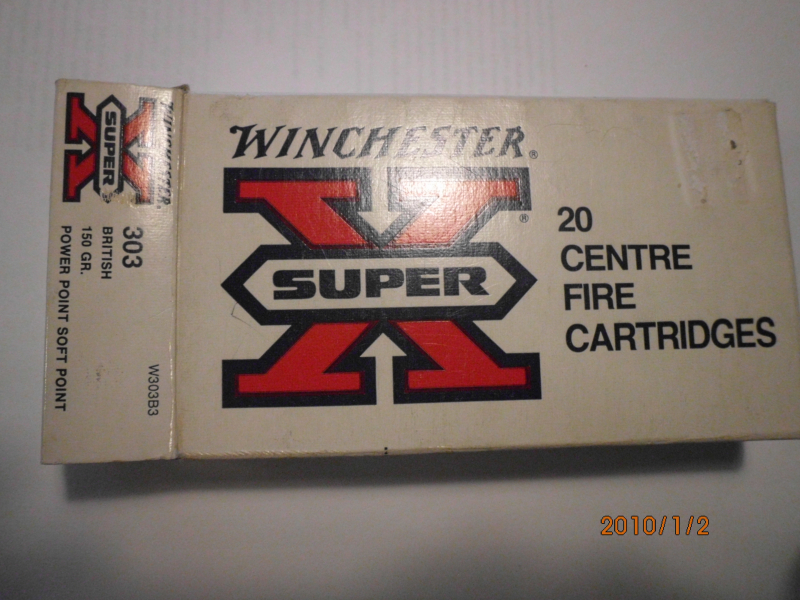 WINCHESTER®
SUPER X®
20
CENTRE
FIRE
CARTRIDGES
WINCHESTER®
SUPER X
303
BRITISH
150 GR.
POWER POINT SOFT POINT
W303B3
2010/1/2